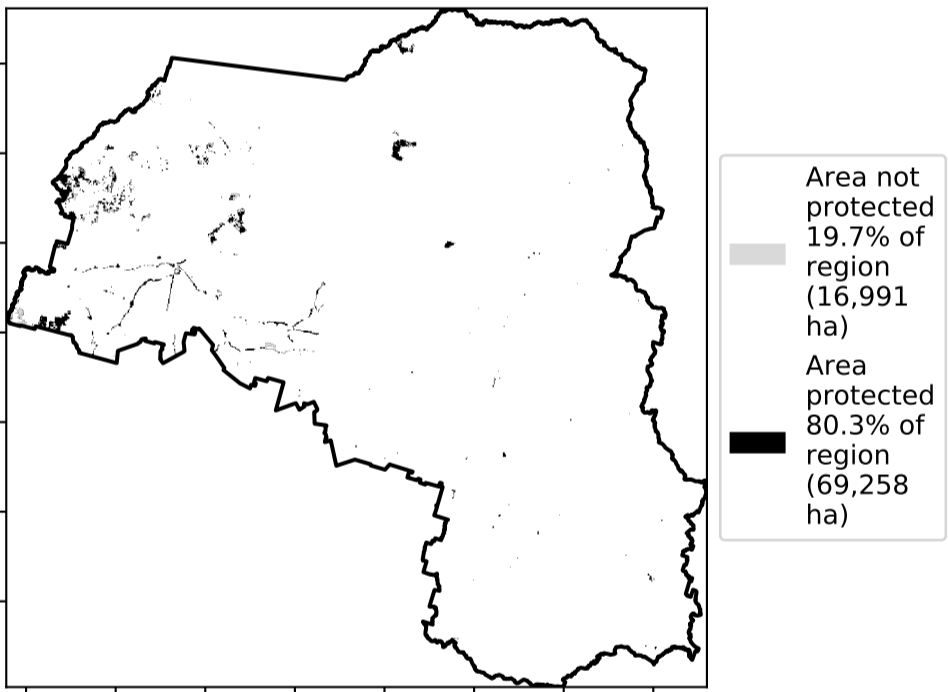 Area not
protected
19.7% of
region
(16,991
ha)
Area
protected
80.3% of
region
(69,258
ha)